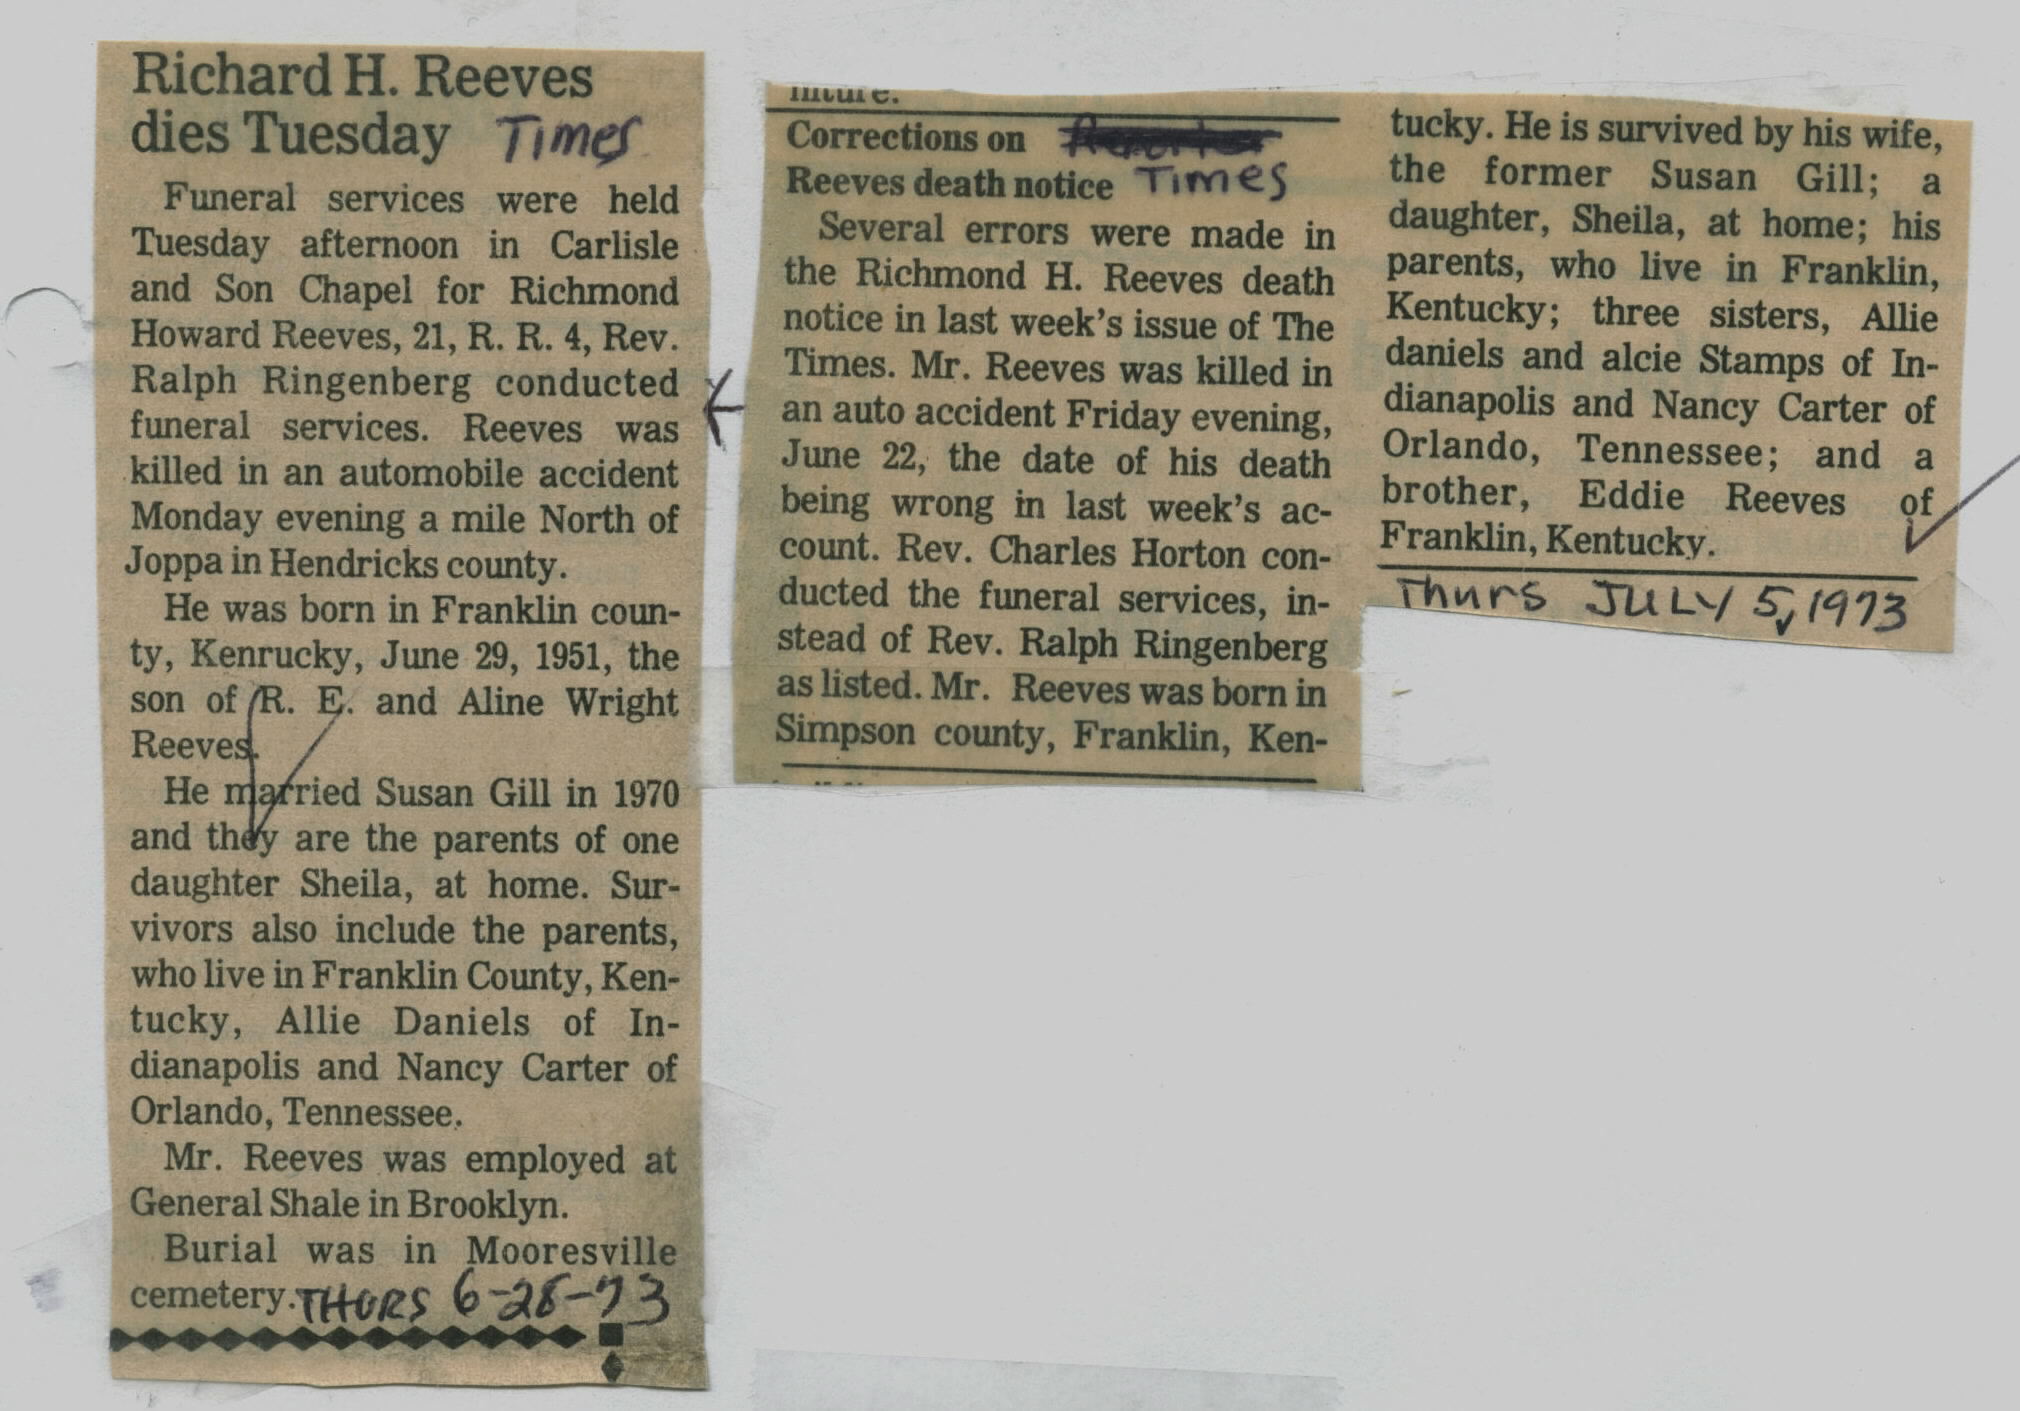 Richard H. Reeves
dies Tuesday Times
Funeral services were held
Tuesday afternoon in Carlisle
and Son Chapel for Richmond
Howard Reeves, 21, R. R. 4, Rev.
Ralph Ringenberg conducted
funeral services. Reeves was
killed in an automobile accident
Monday evening a mile North of
Joppa in Hendricks county.
He was born in Franklin coun-
ty, Kenrucky, June 29, 1951, the
son of R. E. and Aline Wright
Reeves.
He married Susan Gill in 1970
and they are the parents of one
daughter Sheila, at home. Sur-
vivors also include the parents,
who live in Franklin County, Ken-
tucky, Allie Daniels of In-
dianapolis and Nancy Carter of
Orlando, Tennessee.
Mr. Reeves was employed at
General Shale in Brooklyn.
Burial was in Mooresville
cemetery. THURS 6-28-73
Corrections on
Reeves death notice Times
Several errors were made in
the Richmond H. Reeves death
notice in last week's issue of The
Times. Mr. Reeves was killed in
an auto accident Friday evening,
June 22, the date of his death
being wrong in last week's ac-
count. Rev. Charles Horton con-
ducted the funeral services, in-
stead of Rev. Ralph Ringenberg
as listed. Mr. Reeves was born in
Simpson county, Franklin, Ken-
tucky. He is survived by his wife,
the former Susan Gill; a
daughter, Sheila, at home; his
parents, who live in Franklin,
Kentucky; three sisters, Allie
daniels and alcie Stamps of In-
dianapolis and Nancy Carter of
Orlando, Tennessee; and a
brother, Eddie Reeves of
Franklin, Kentucky.
Thurs JULY 5, 1973